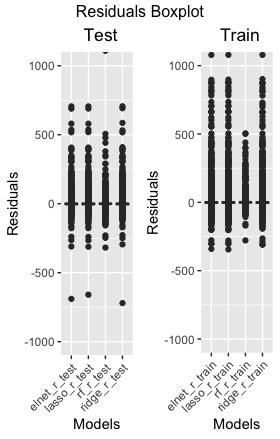 Residuals Boxplot
Test
Train
1000
500
0
-500
-1000
Residuals
elnet_r_test
lasso_r_test
rf_r_test
ridge_r_test
Models
1000
500
0
-500
-1000
Residuals
elnet_r_train
lasso_r_train
rf_r_train
ridge_r_train
Models